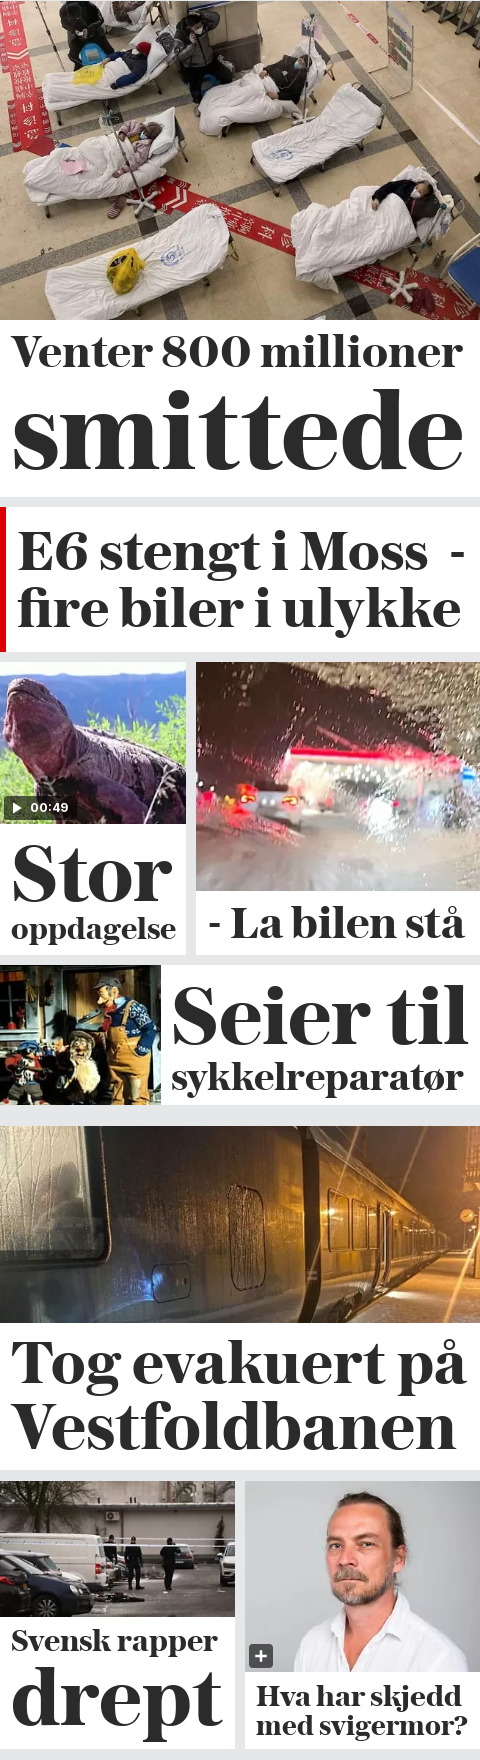 Venter 800 millioner
smittede
E6 stengt i Moss -
fire biler i ulykke
00:49
Stor
oppdagelse
- La bilen stå
Seier til
sykkelreparatør
Tog evakuert på
Vestfoldbanen
Svensk rapper
drept
Hva har skjedd
med svigermor?